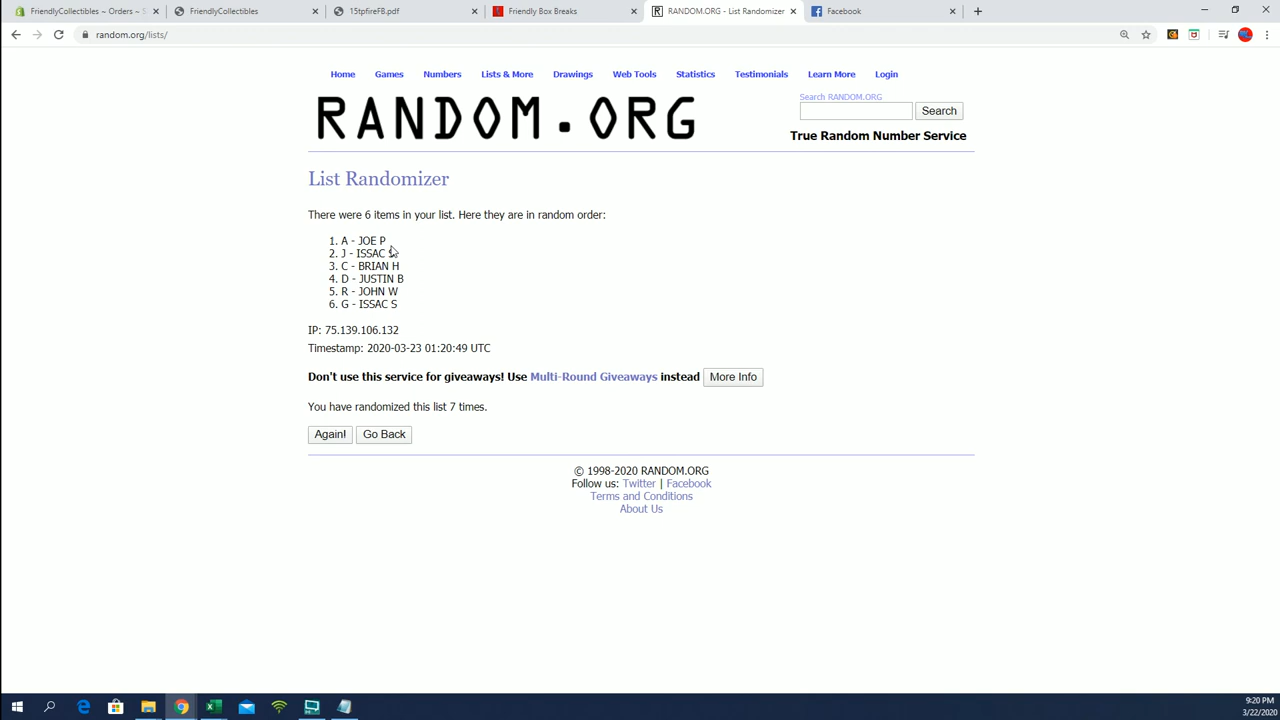 FriendlyCollectibles ~ Orders ~ S
FriendlyCollectibles
15tpfireFB.pdf
Friendly Box Breaks
RANDOM.ORG - List Randomizer
Facebook
random.org/lists/
Home Games Numbers Lists & More Drawings Web Tools Statistics Testimonials Learn More Login
RANDOM.ORG
Search RANDOM.ORG
Search
True Random Number Service
List Randomizer
There were 6 items in your list. Here they are in random order:
1. A - JOE P
2. J - ISSAC S
3. C - BRIAN H
4. D - JUSTIN B
5. R - JOHN W
6. G - ISSAC S
IP: 75.139.106.132
Timestamp: 2020-03-23 01:20:49 UTC
Don't use this service for giveaways! Use Multi-Round Giveaways instead More Info
You have randomized this list 7 times.
Again! Go Back
© 1998-2020 RANDOM.ORG
Follow us: Twitter | Facebook
Terms and Conditions
About Us
9:20 PM
3/22/2020